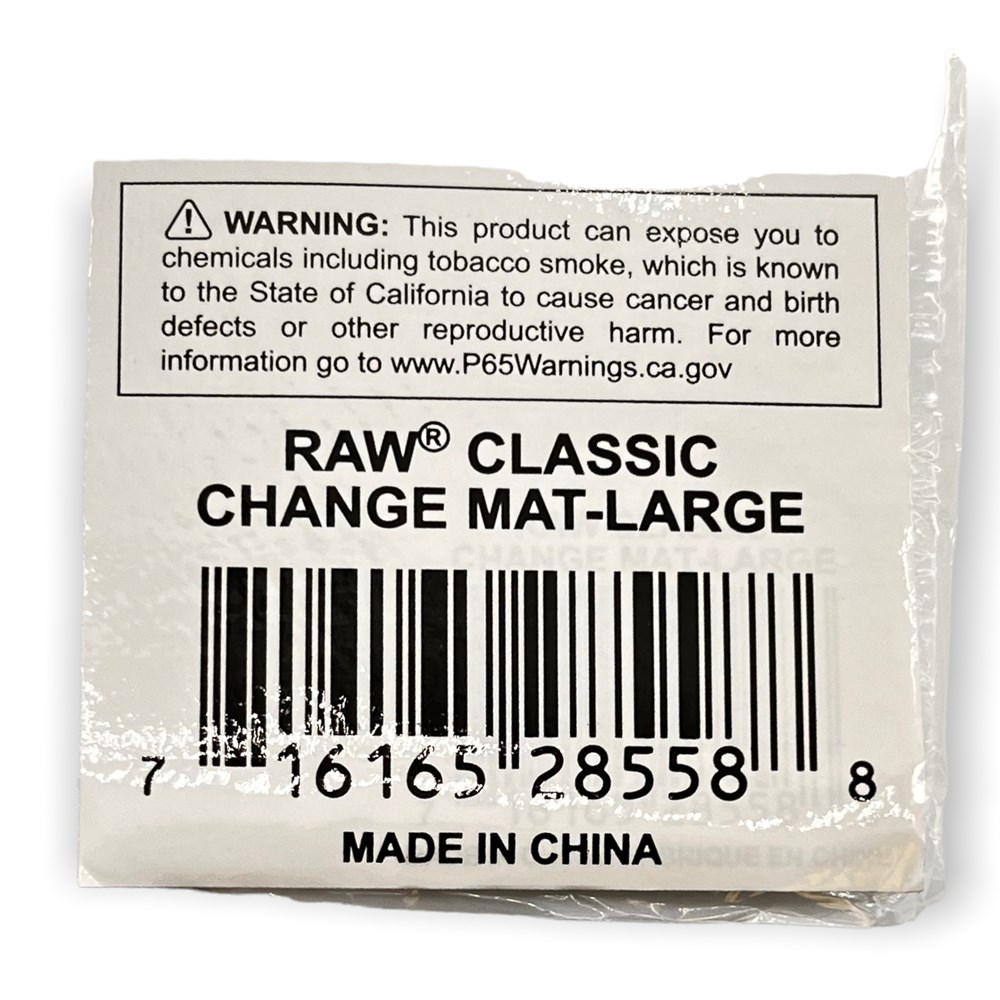 ⚠ WARNING: This product can expose you to
chemicals including tobacco smoke, which is known
to the State of California to cause cancer and birth
defects or other reproductive harm. For more
information go to www.P65Warnings.ca.gov
RAW® CLASSIC
CHANGE MAT-LARGE
7 16165 28558 8
MADE IN CHINA